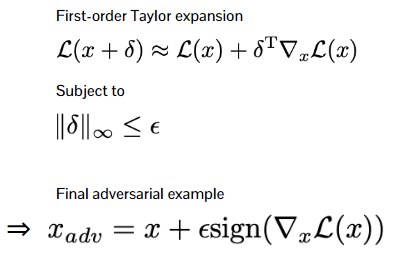 First-order Taylor expansion
ℒ(x + δ) ≈ ℒ(x) + δᵀ∇ₓℒ(x)
Subject to
‖δ‖∞ ≤ ϵ
Final adversarial example
⇒ x_adv = x + ϵsign(∇ₓℒ(x))